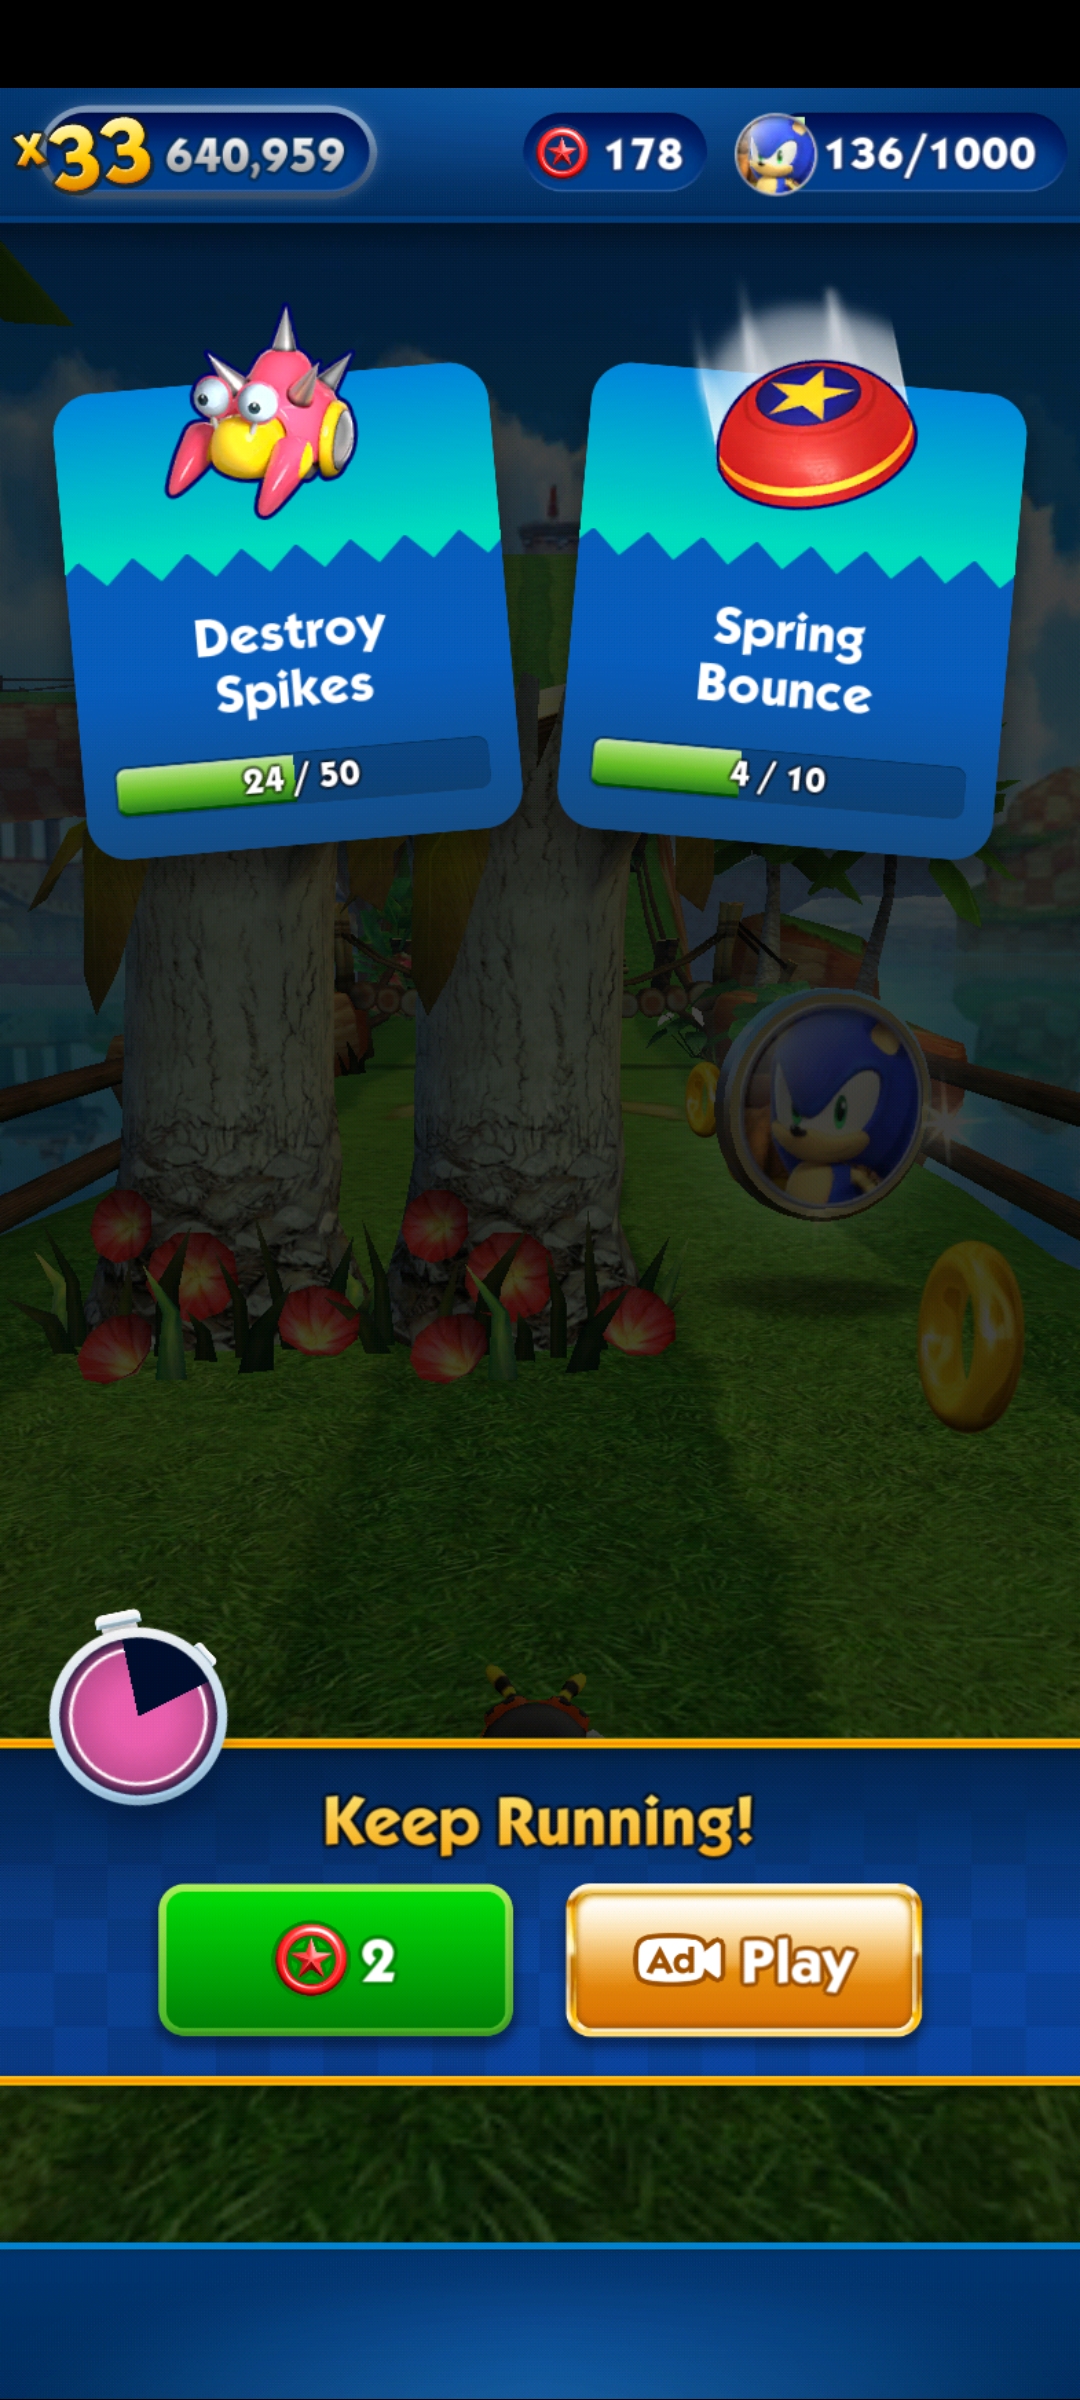 x33 640,959
178
136/1000
Destroy
Spikes
24 / 50
Spring
Bounce
4 / 10
Keep Running!
2
Ad Play